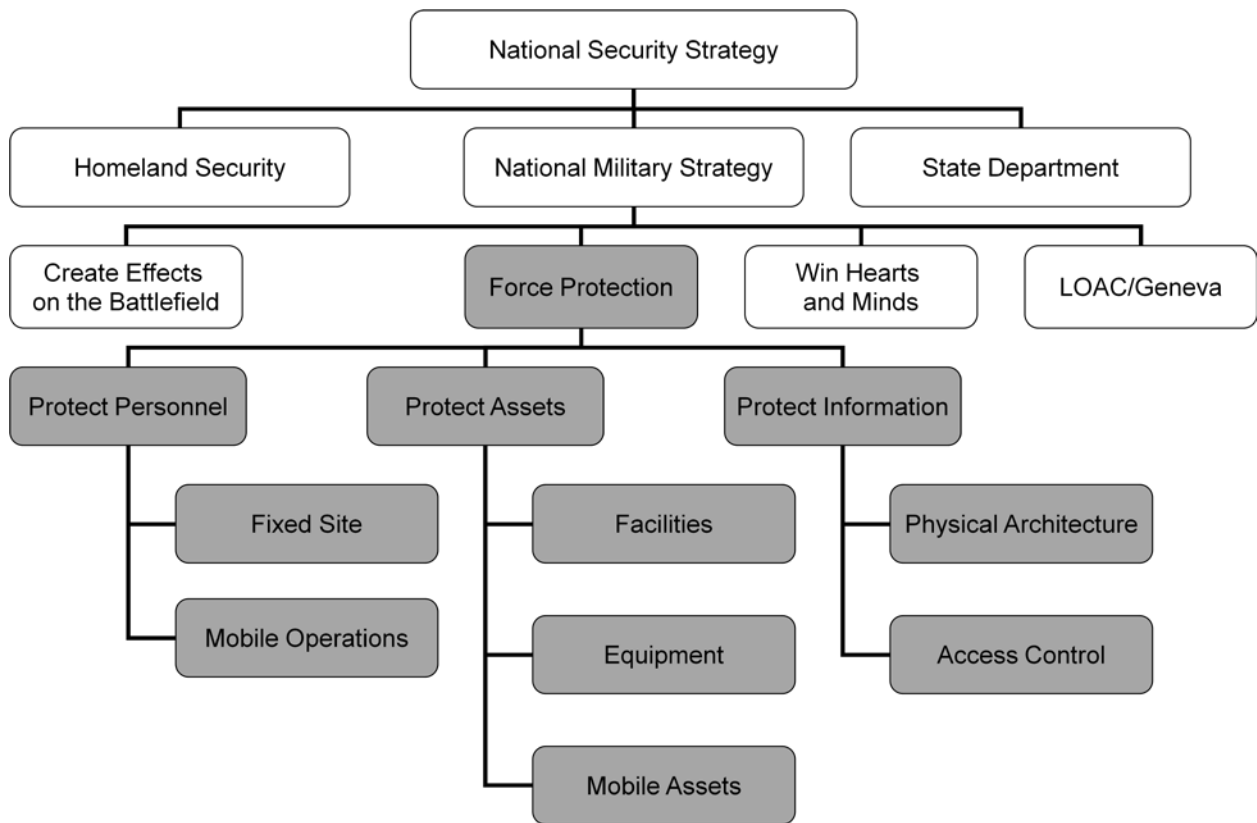 National Security Strategy
Homeland Security
National Military Strategy
State Department
Create Effects
on the Battlefield
Force Protection
Win Hearts
and Minds
LOAC/Geneva
Protect Personnel
Protect Assets
Protect Information
Fixed Site
Facilities
Physical Architecture
Mobile Operations
Equipment
Access Control
Mobile Assets